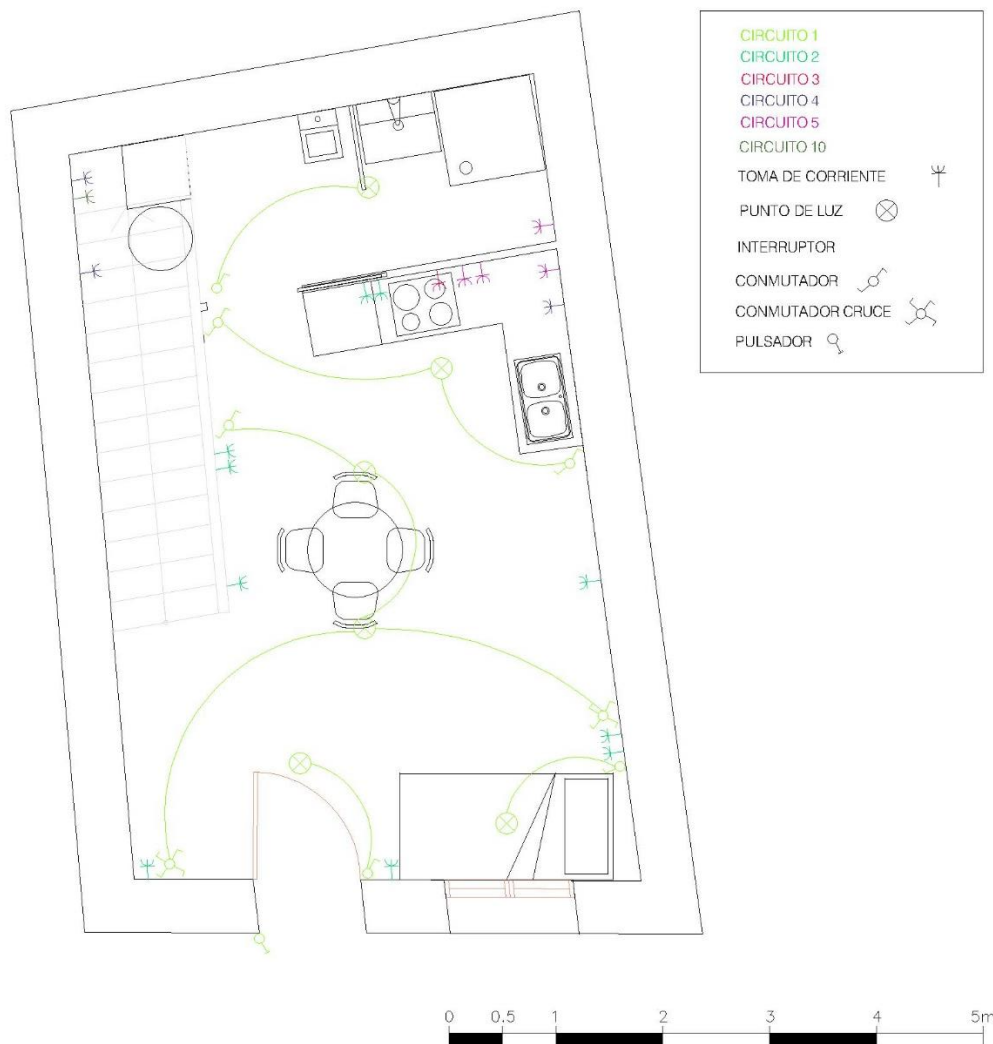 CIRCUITO 1
CIRCUITO 2
CIRCUITO 3
CIRCUITO 4
CIRCUITO 5
CIRCUITO 10
TOMA DE CORRIENTE
PUNTO DE LUZ
INTERRUPTOR
CONMUTADOR
CONMUTADOR CRUCE
PULSADOR
0 0.5 1 2 3 4 5m